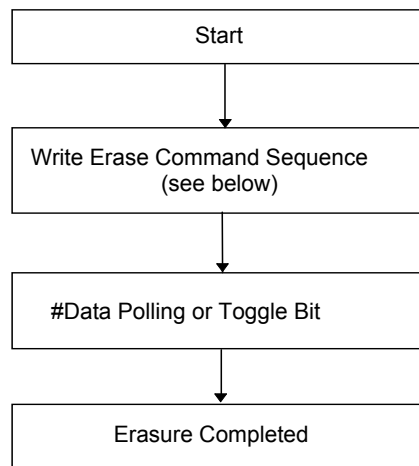 Start
Write Erase Command Sequence
(see below)
#Data Polling or Toggle Bit
Erasure Completed